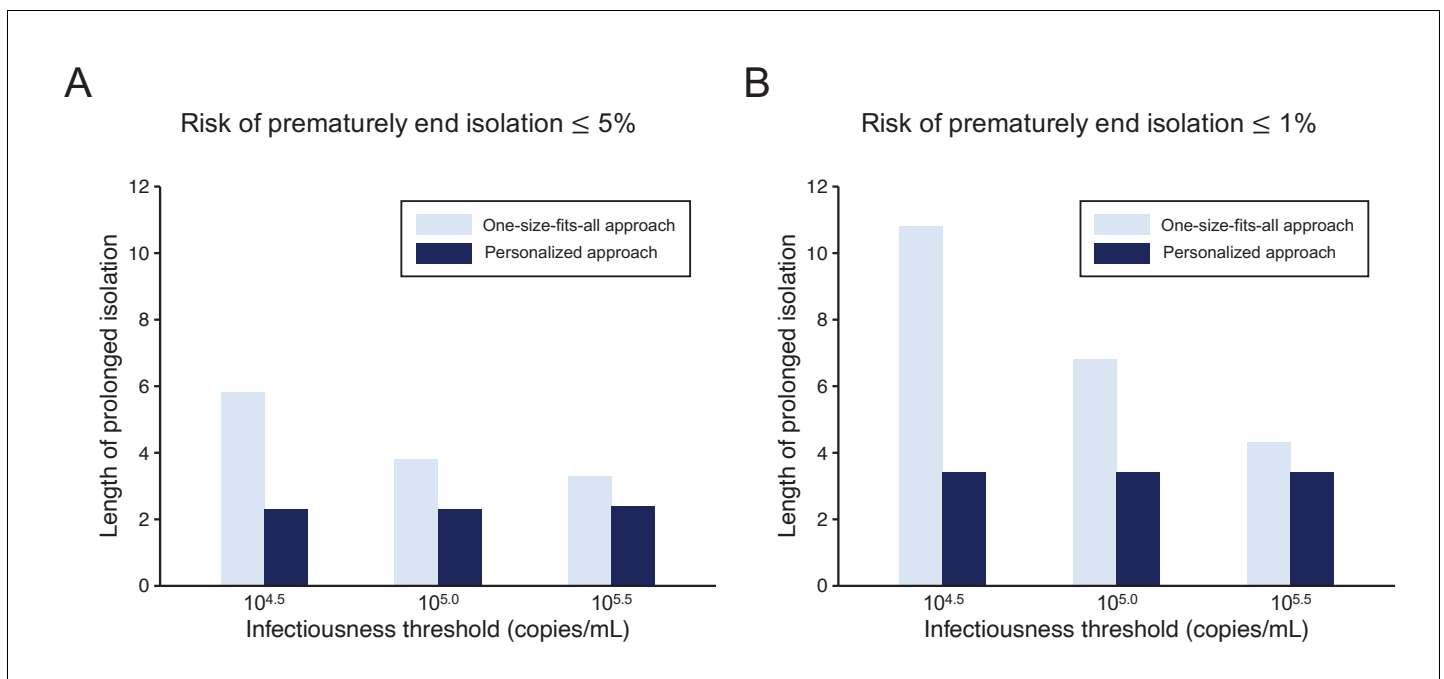 A
Risk of prematurely end isolation ≤ 5%
Length of prolonged isolation
12
10
8
6
4
2
0
One-size-fits-all approach
Personalized approach
10^4.5
10^5.0
10^5.5
Infectiousness threshold (copies/mL)
B
Risk of prematurely end isolation ≤ 1%
Length of prolonged isolation
12
10
8
6
4
2
0
One-size-fits-all approach
Personalized approach
10^4.5
10^5.0
10^5.5
Infectiousness threshold (copies/mL)